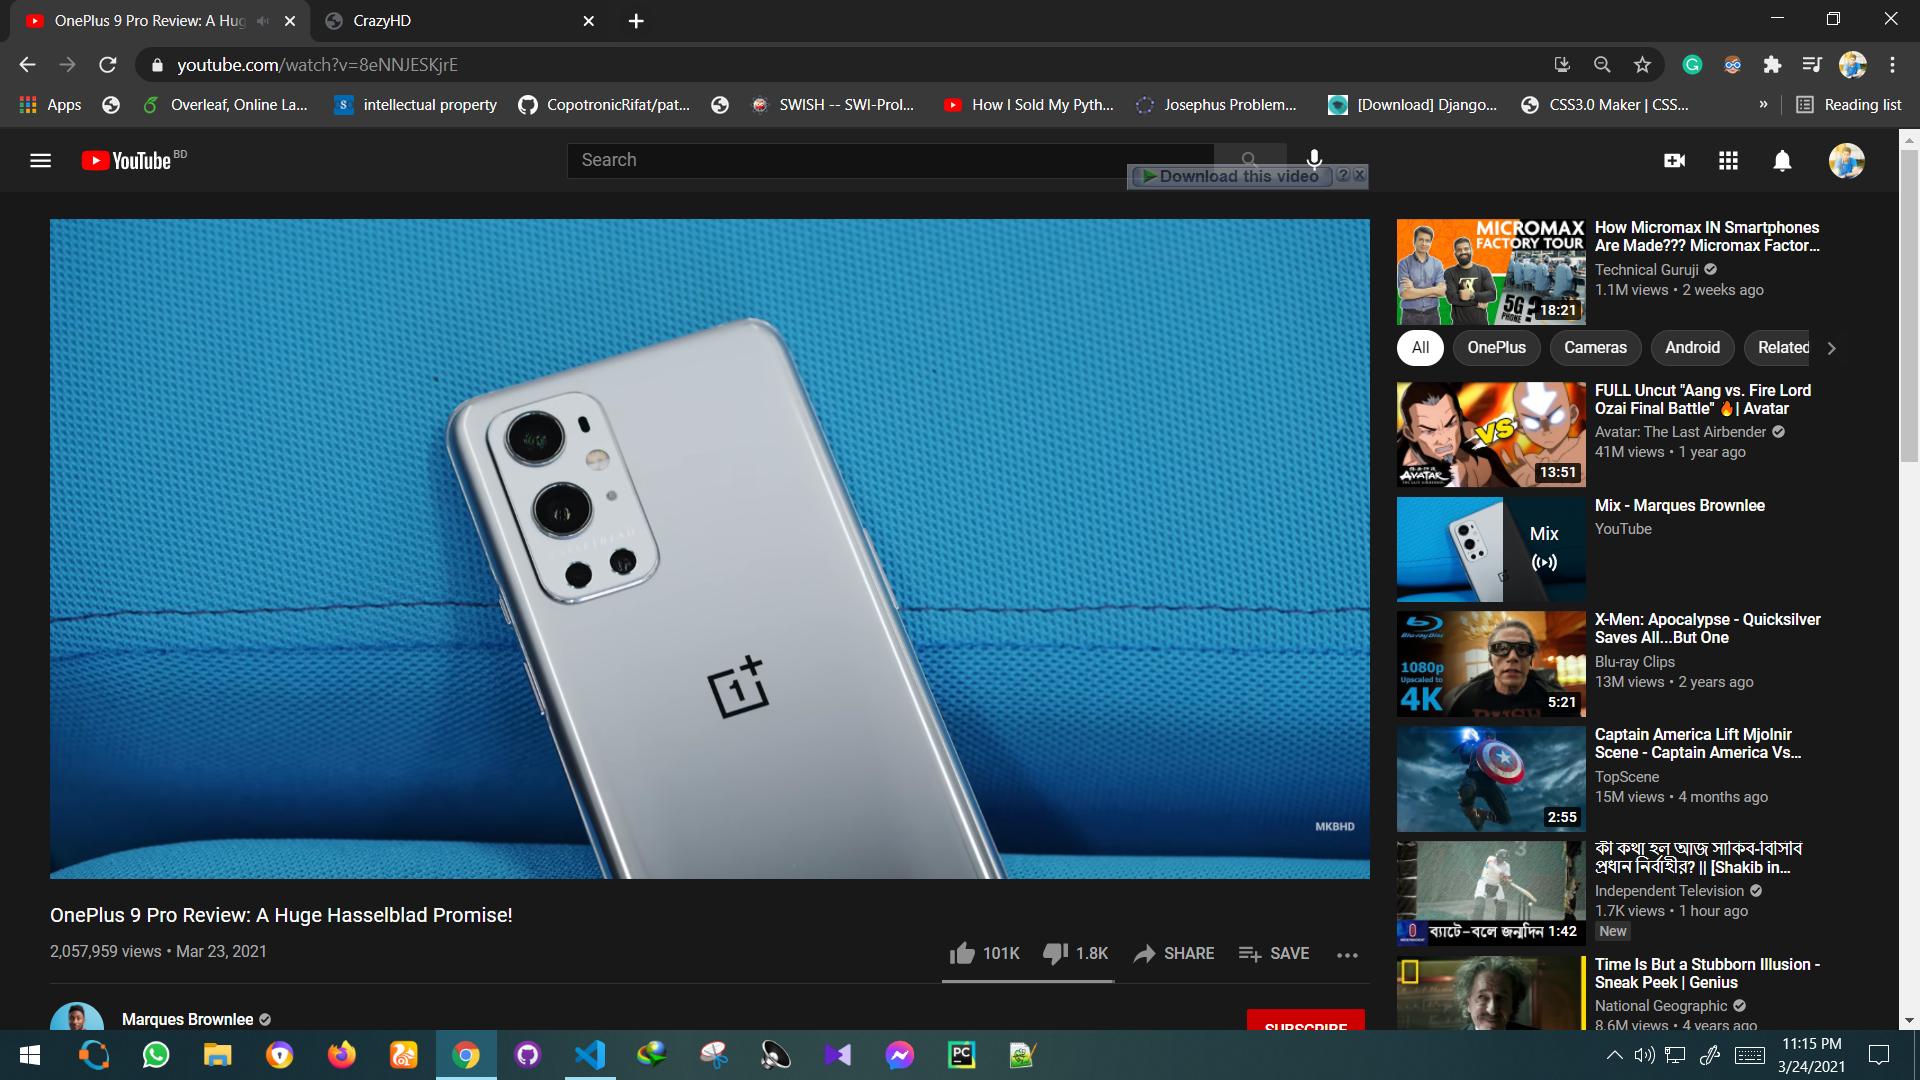 OnePlus 9 Pro Review: A Hug
CrazyHD
youtube.com/watch?v=8eNNJESKjrE
Apps
Overleaf, Online La...
intellectual property
CopotronicRifat/pat...
SWISH -- SWI-Prol...
How I Sold My Pyth...
Josephus Problem...
[Download] Django...
CSS3.0 Maker | CSS...
»
Reading list
YouTube BD
Search
Download this video
MKBHD
OnePlus 9 Pro Review: A Huge Hasselblad Promise!
2,057,959 views • Mar 23, 2021
101K
1.8K
SHARE
SAVE
Marques Brownlee
SUBSCRIBE
MICROMAX
FACTORY TOUR
5G ?
PHONE
18:21
How Micromax IN Smartphones
Are Made??? Micromax Factor...
Technical Guruji
1.1M views • 2 weeks ago
All
OnePlus
Cameras
Android
Related
VS
AVATAR
13:51
FULL Uncut "Aang vs. Fire Lord
Ozai Final Battle" 🔥| Avatar
Avatar: The Last Airbender
41M views • 1 year ago
Mix
Mix - Marques Brownlee
YouTube
Blu-ray Disc
1080p
Upscaled to
4K
5:21
X-Men: Apocalypse - Quicksilver
Saves All...But One
Blu-ray Clips
13M views • 2 years ago
2:55
Captain America Lift Mjolnir
Scene - Captain America Vs...
TopScene
15M views • 4 months ago
ব্যাটে-বলে জন্মদিন
1:42
কী কথা হল আজ সাকিব-বিসিবি
প্রধান নির্বাহীর? || [Shakib in...
Independent Television
1.7K views • 1 hour ago
New
Time Is But a Stubborn Illusion -
Sneak Peek | Genius
National Geographic
8.6M views • 4 years ago
11:15 PM
3/24/2021